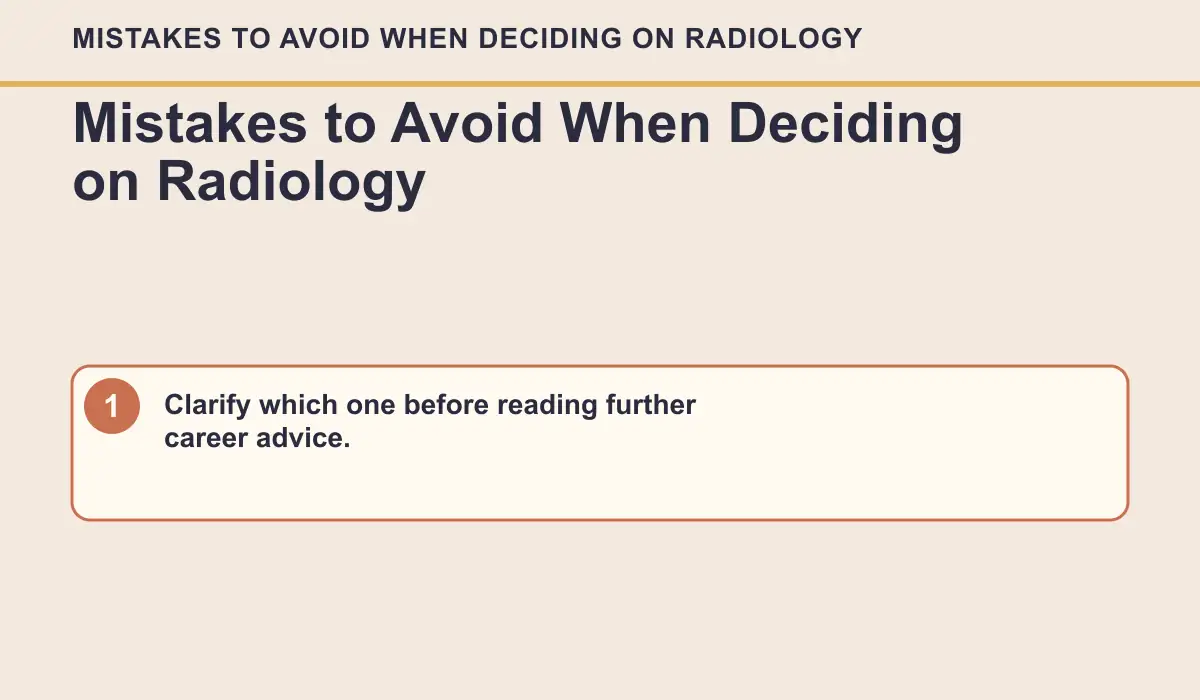 MISTAKES TO AVOID WHEN DECIDING ON RADIOLOGY
Mistakes to Avoid When Deciding
on Radiology
1
Clarify which one before reading further
career advice.